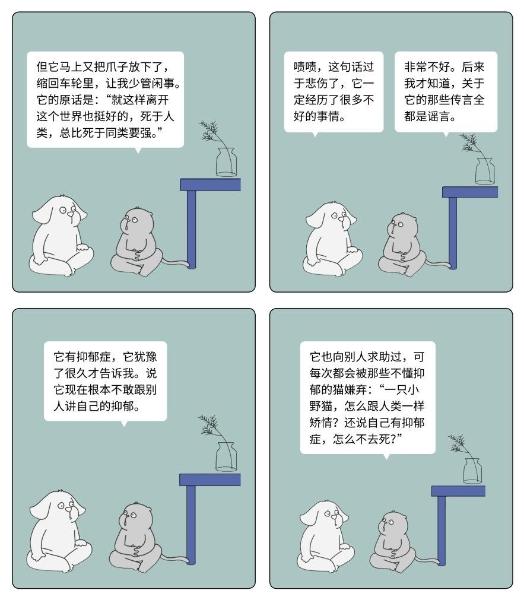 但它马上又把爪子放下了，
缩回车轮里，让我少管闲事。
它的原话是：“就这样离开
这个世界也挺好的，死于人
类，总比死于同类要强。”
啧啧，这句话过
于悲伤了，它一
定经历了很多不
好的事情。
非常不好。后来
我才知道，关于
它的那些传言全
都是谣言。
它有抑郁症，它犹豫
了很久才告诉我。说
它现在根本不敢跟别
人讲自己的抑郁。
它也向别人求助过，可
每次都会被那些不懂抑
郁的猫嫌弃：“一只小
野猫，怎么跟人类一样
矫情？还说自己有抑郁
症，怎么不去死？”